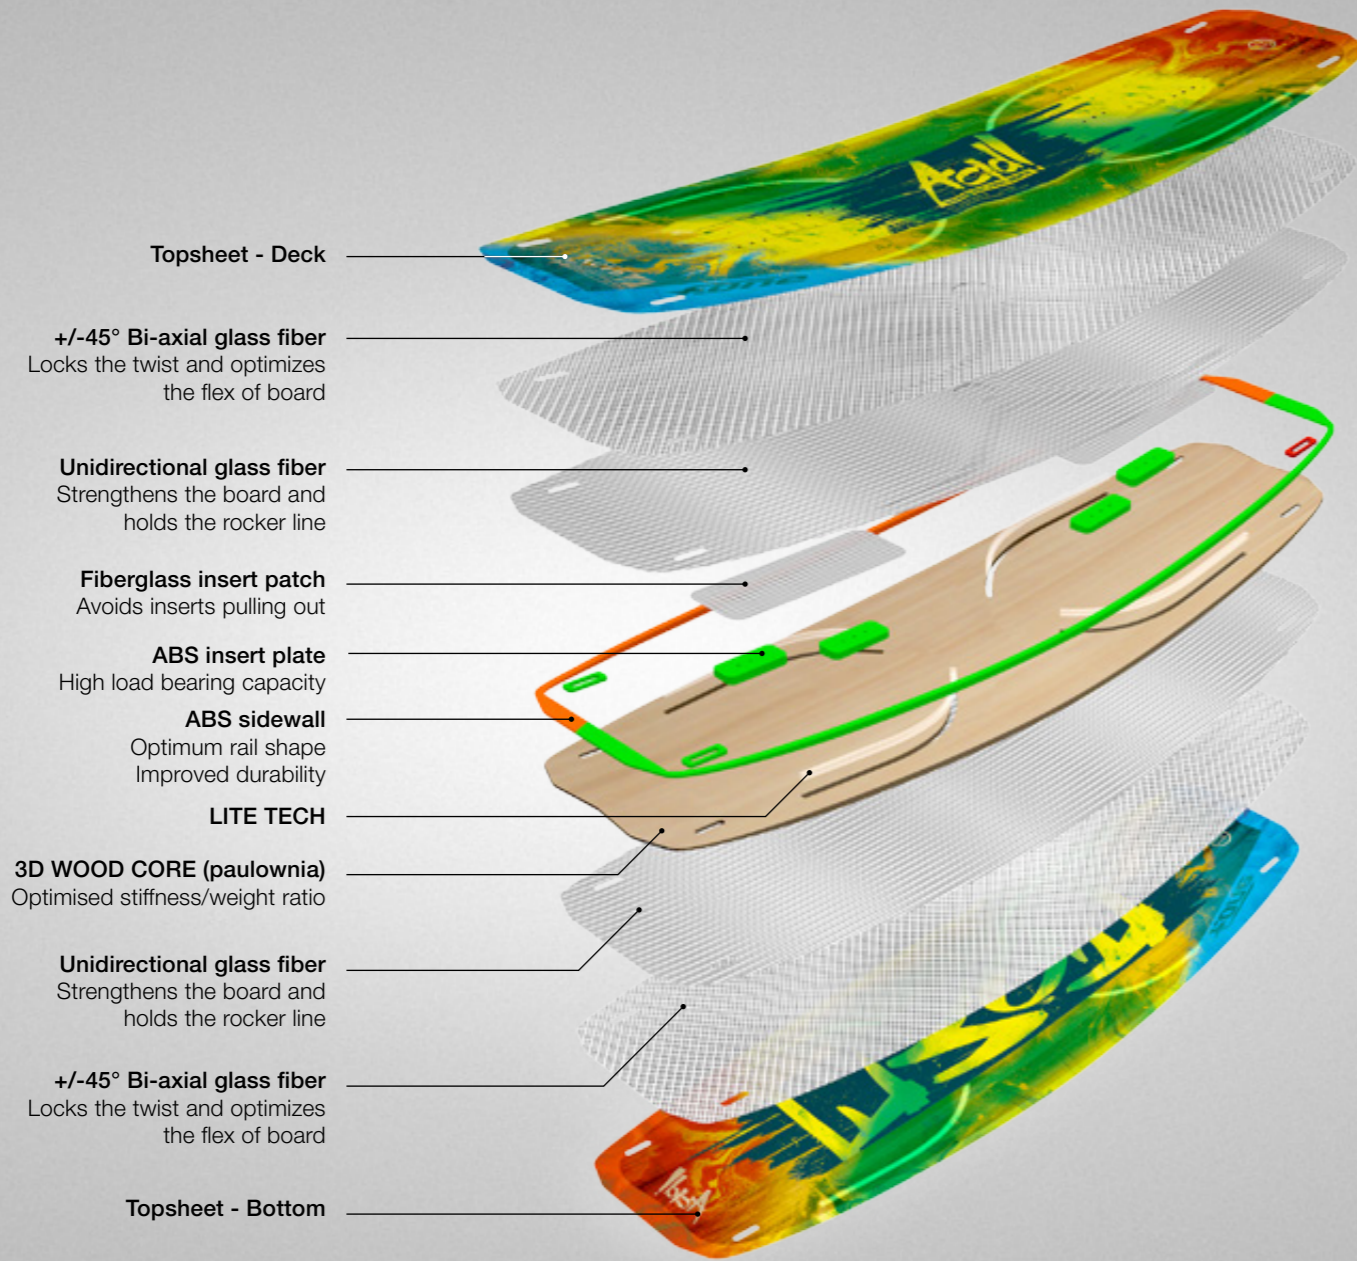 Acid
Topsheet - Deck
+/-45° Bi-axial glass fiber
Locks the twist and optimizes
the flex of board
Unidirectional glass fiber
Strengthens the board and
holds the rocker line
Fiberglass insert patch
Avoids inserts pulling out
ABS insert plate
High load bearing capacity
ABS sidewall
Optimum rail shape
Improved durability
LITE TECH
3D WOOD CORE (paulownia)
Optimised stiffness/weight ratio
Unidirectional glass fiber
Strengthens the board and
holds the rocker line
+/-45° Bi-axial glass fiber
Locks the twist and optimizes
the flex of board
Topsheet - Bottom